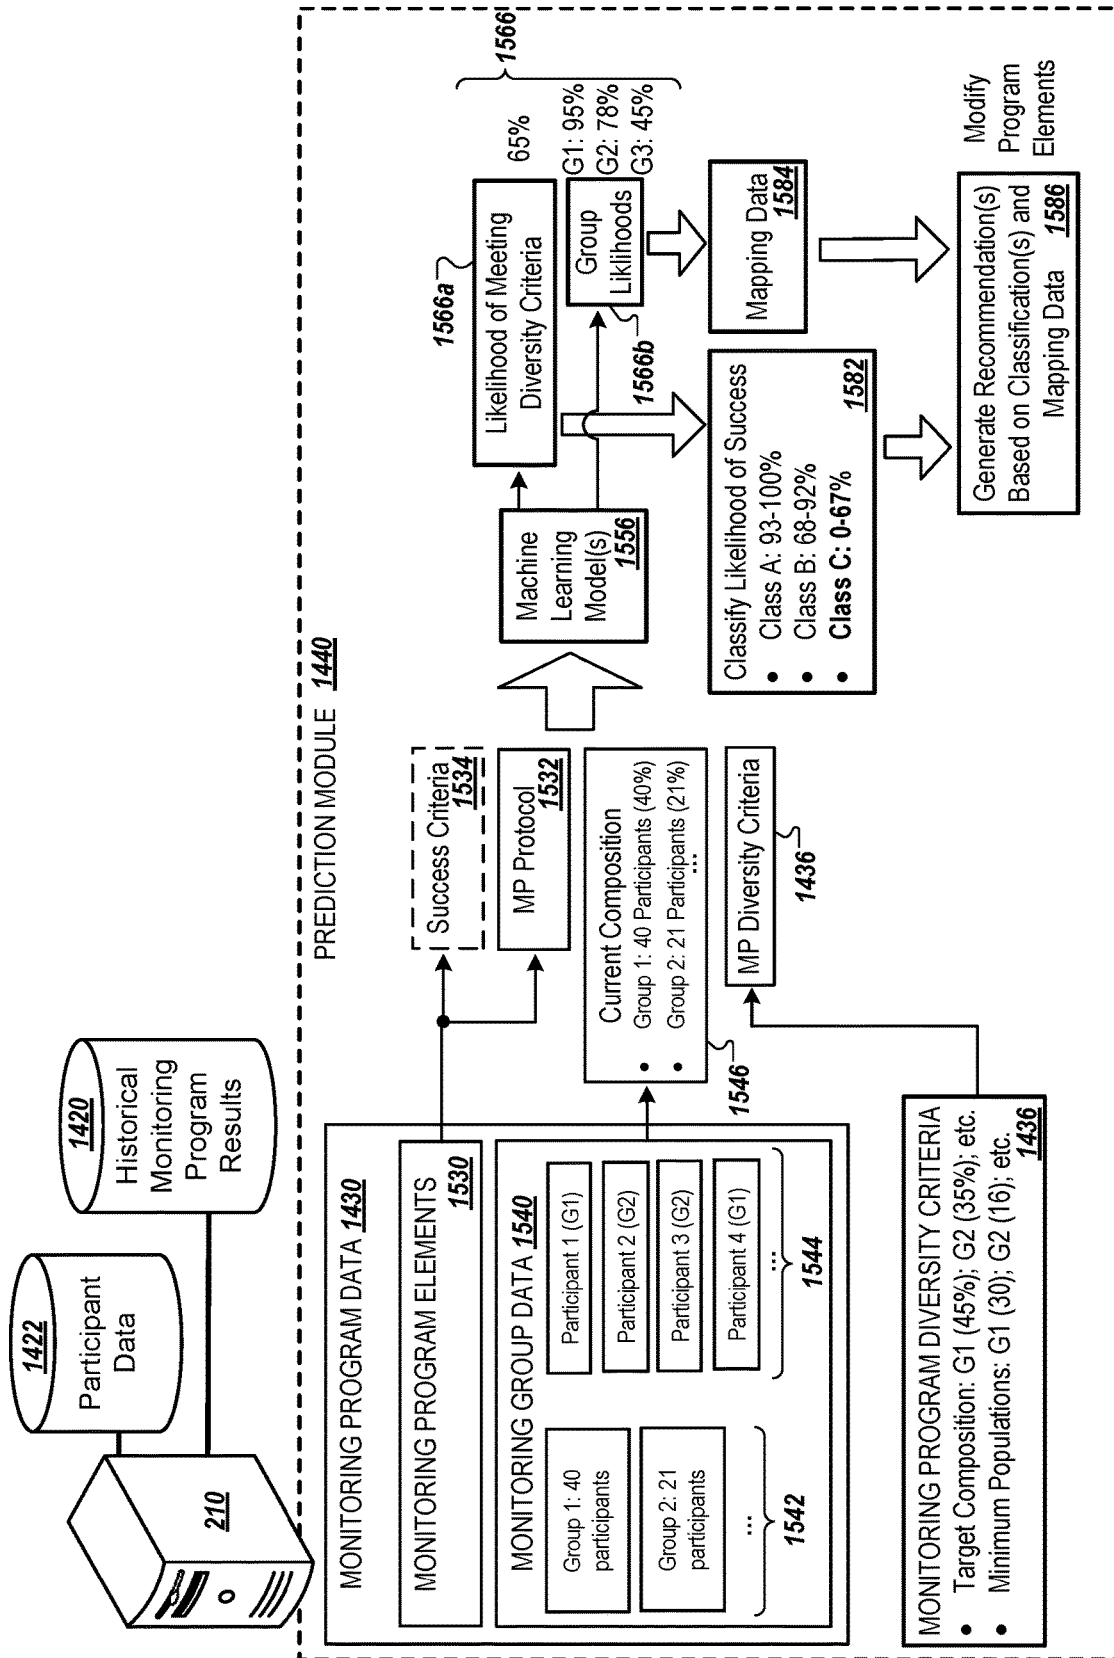 1422
Participant
Data
1420
Historical
Monitoring
Program
Results
210
PREDICTION MODULE 1440
MONITORING PROGRAM DATA 1430
MONITORING PROGRAM ELEMENTS
1530
MONITORING GROUP DATA 1540
Group 1: 40
participants
Group 2: 21
participants
...
1542
Participant 1 (G1)
Participant 2 (G2)
Participant 3 (G2)
Participant 4 (G1)
...
1544
MONITORING PROGRAM DIVERSITY CRITERIA
• Target Composition: G1 (45%); G2 (35%); etc.
• Minimum Populations: G1 (30); G2 (16); etc.
1436
Success Criteria
1534
MP Protocol
1532
Current Composition
• Group 1: 40 Participants (40%)
• Group 2: 21 Participants (21%)
...
1546
MP Diversity Criteria
1436
Machine
Learning
Model(s)
1556
1566a
Likelihood of Meeting
Diversity Criteria
65%
1566
Group
Liklihoods
1566b
G1: 95%
G2: 78%
G3: 45%
Classify Likelihood of Success
• Class A: 93-100%
• Class B: 68-92%
• Class C: 0-67%
1582
Mapping Data
1584
Generate Recommendation(s)
Based on Classification(s) and
Mapping Data 1586
Modify
Program
Elements